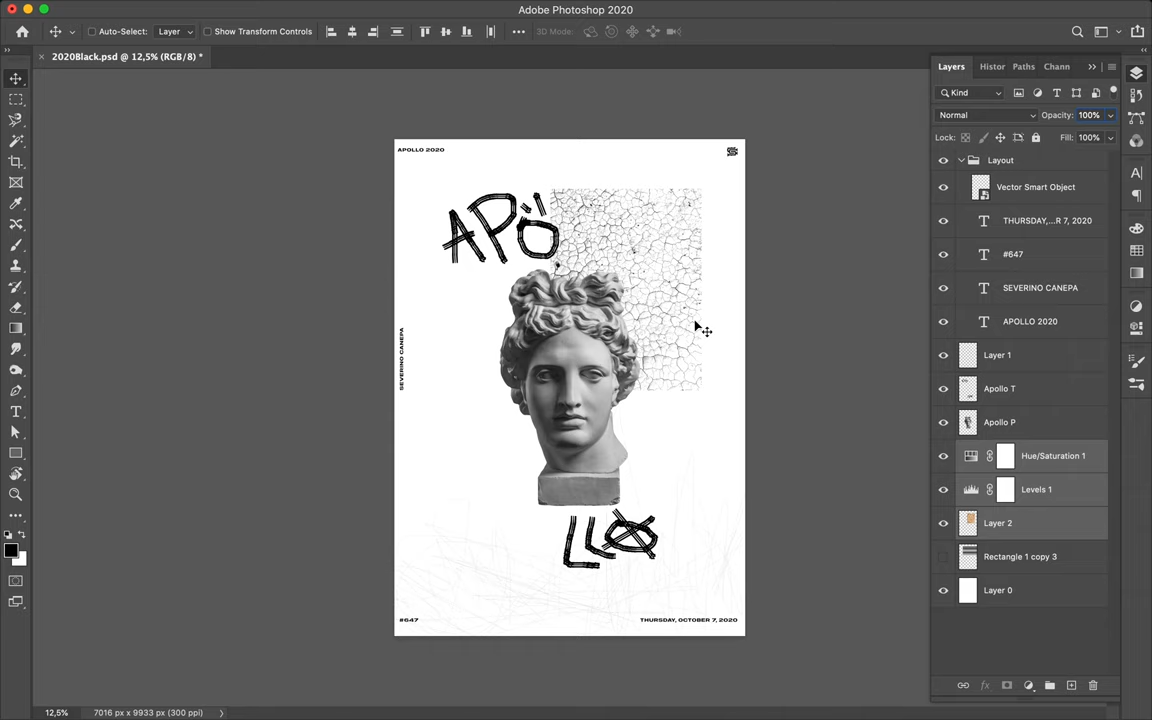 Adobe Photoshop 2020
Auto-Select: Layer Show Transform Controls 3D Mode:
2020Black.psd @ 12,5% (RGB/8) *
Layers Histor Paths Chann
Kind
Normal Opacity: 100%
Lock: Fill: 100%
Layout
Vector Smart Object
THURSDAY,...R 7, 2020
#647
SEVERINO CANEPA
APOLLO 2020
Layer 1
Apollo T
Apollo P
Hue/Saturation 1
Levels 1
Layer 2
Rectangle 1 copy 3
Layer 0
APOLLO 2020
APÖ
SEVERINO CANEPA
LLO
#647
THURSDAY, OCTOBER 7, 2020
12,5% 7016 px x 9933 px (300 ppi)